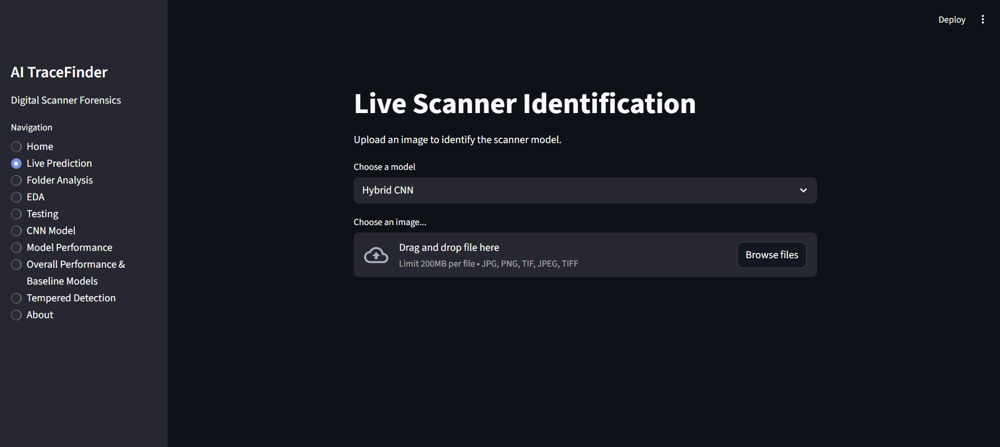 Deploy
AI TraceFinder
Digital Scanner Forensics
Navigation
Home
Live Prediction
Folder Analysis
EDA
Testing
CNN Model
Model Performance
Overall Performance &
Baseline Models
Tempered Detection
About
Live Scanner Identification
Upload an image to identify the scanner model.
Choose a model
Hybrid CNN
Choose an image...
Drag and drop file here
Limit 200MB per file • JPG, PNG, TIF, JPEG, TIFF
Browse files